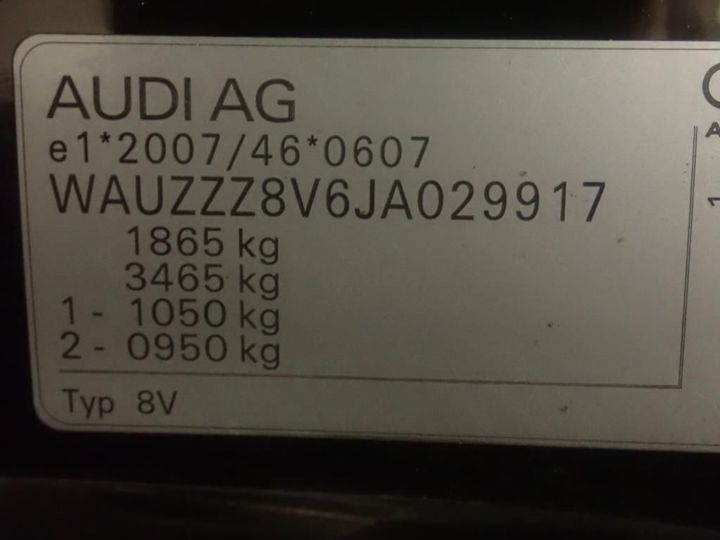 AUDI AG
e1*2007/46*0607
WAUZZZ8V6JA029917
1865 kg
3465 kg
1 - 1050 kg
2 - 0950 kg
Typ 8V